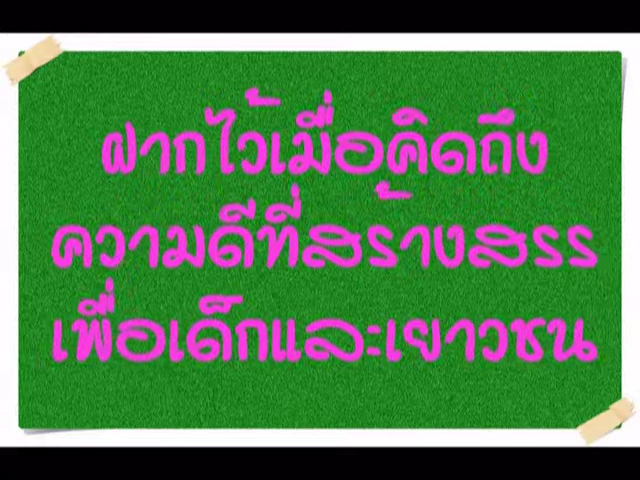 ฝากไว้เมื่อคิดถึง
ความดีที่สร้างสรร
เพื่อเด็กและเยาวชน